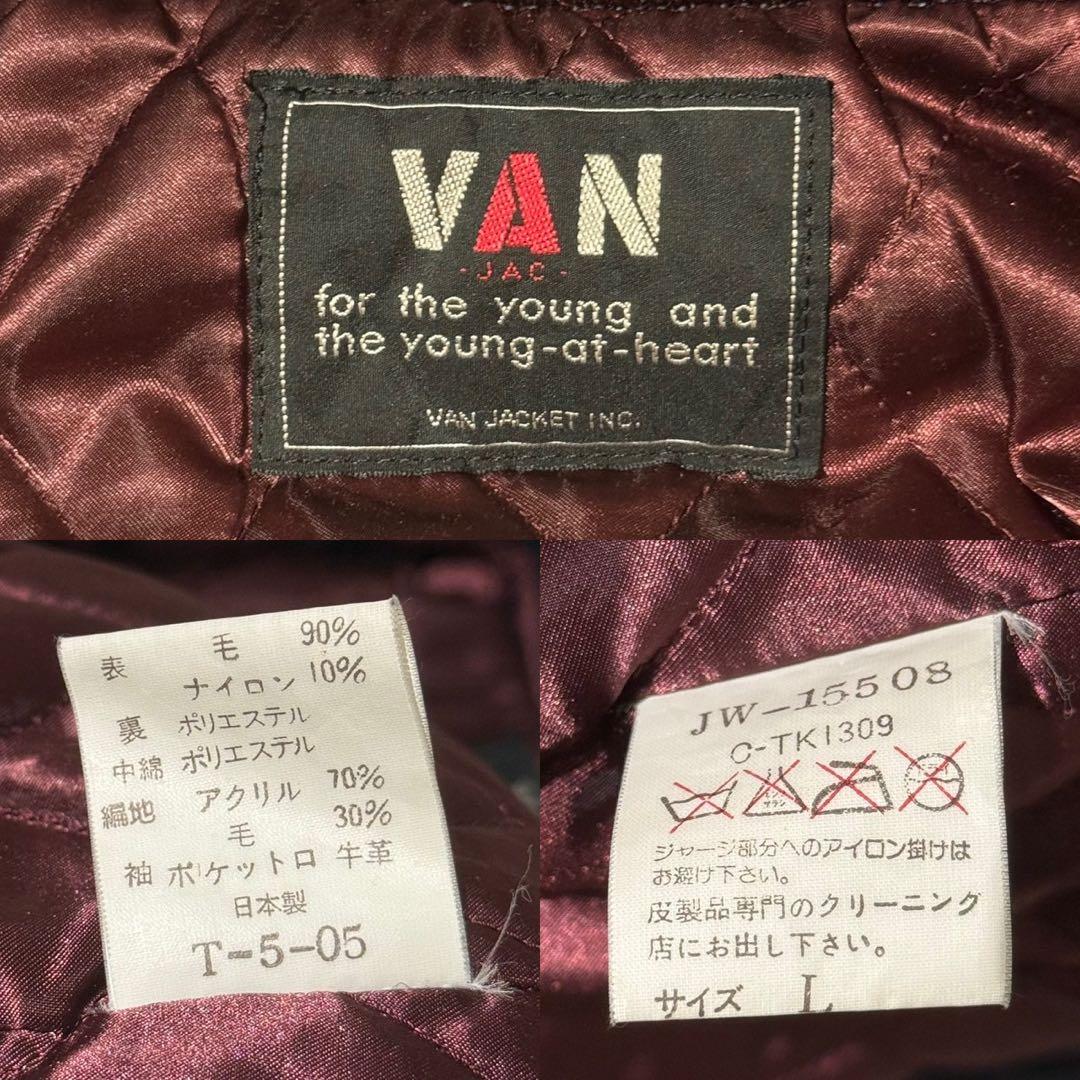 VAN
-JAC-
for the young and
the young-at-heart
VAN JACKET INC.
表 毛 90%
ナイロン 10%
裏 ポリエステル
中綿 ポリエステル
編地 アクリル 70%
毛 30%
袖 ポケット口 牛革
日本製
T-5-05
JW-15508
C-TK1309
サラシ
ジャージ部分へのアイロン掛けは
お避け下さい。
皮製品専門のクリーニング
店にお出し下さい。
サイズ L